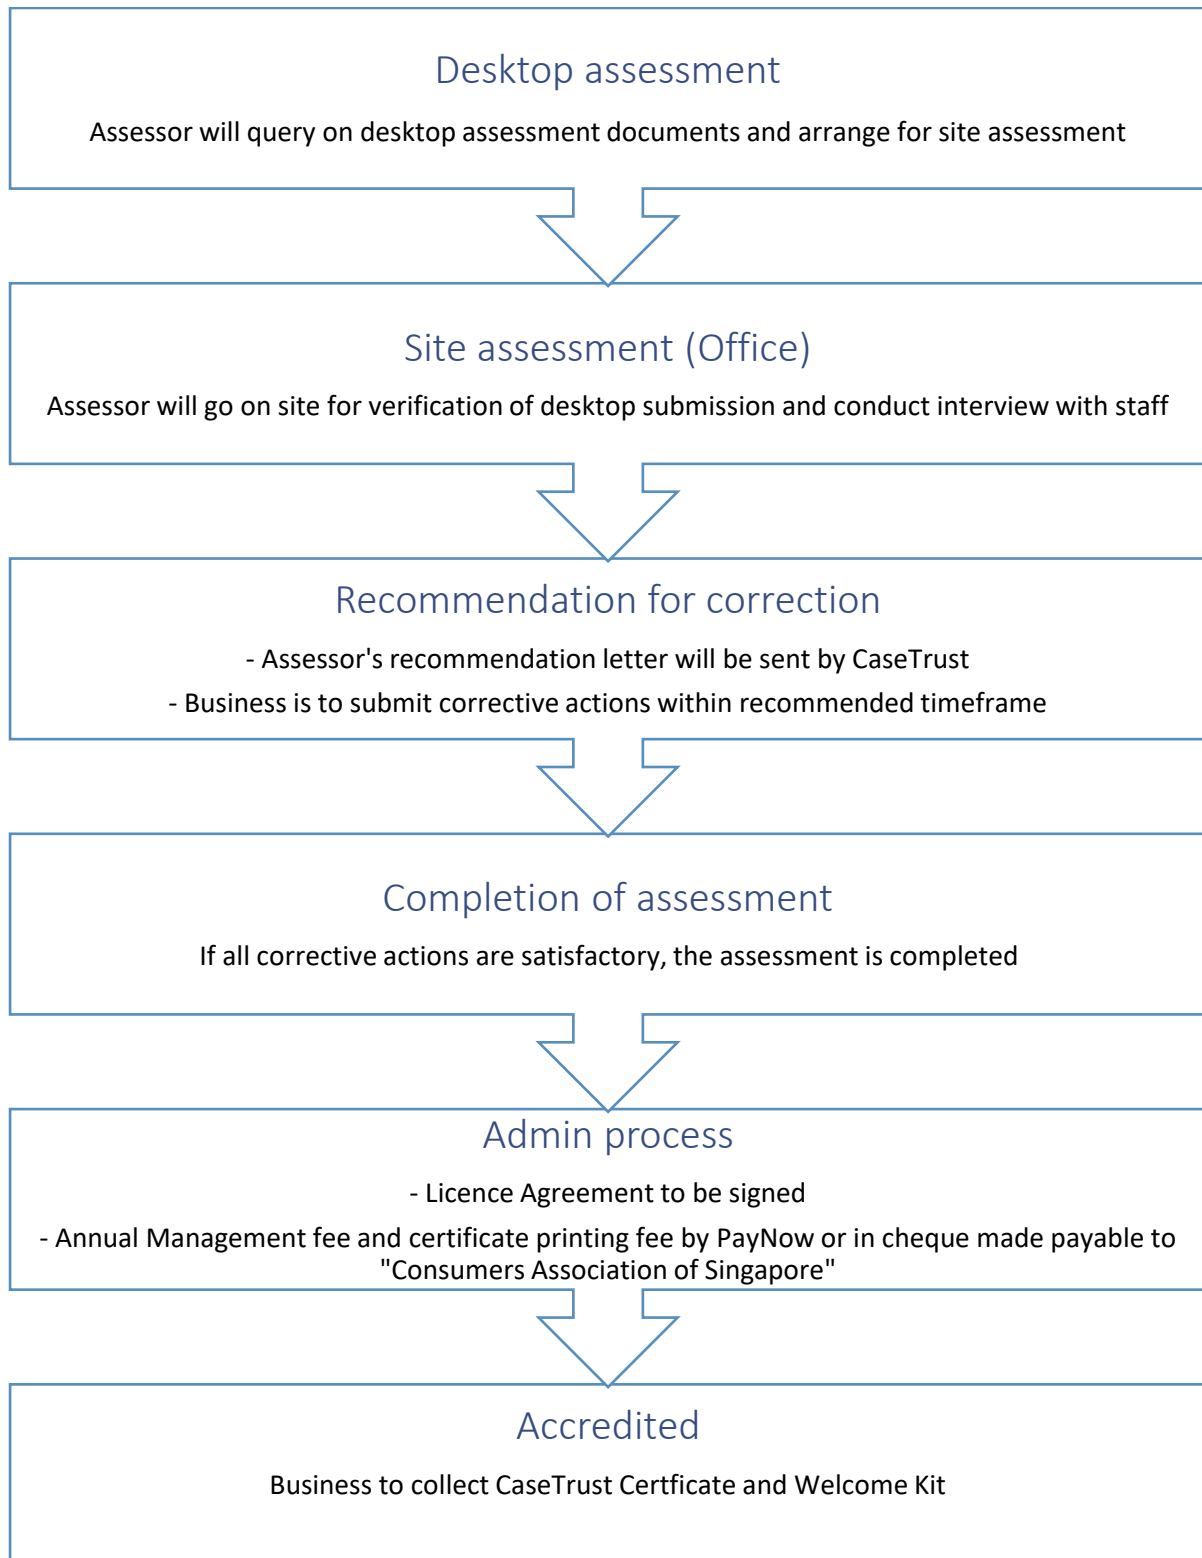 Desktop assessment
Assessor will query on desktop assessment documents and arrange for site assessment
Site assessment (Office)
Assessor will go on site for verification of desktop submission and conduct interview with staff
Recommendation for correction
- Assessor's recommendation letter will be sent by CaseTrust
- Business is to submit corrective actions within recommended timeframe
Completion of assessment
If all corrective actions are satisfactory, the assessment is completed
Admin process
- Licence Agreement to be signed
- Annual Management fee and certificate printing fee by PayNow or in cheque made payable to
"Consumers Association of Singapore"
Accredited
Business to collect CaseTrust Certficate and Welcome Kit